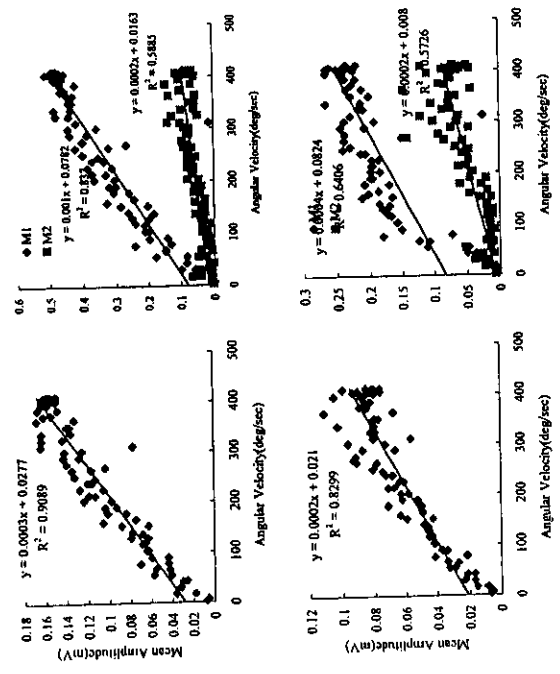 y = 0.0003x + 0.0277
R² = 0.9089
0.18
0.16
0.14
0.12
0.1
0.08
0.06
0.04
0.02
0
0
100
200
300
400
500
Mean Amplitude(mV)
Angular Velocity(deg/sec)
M1
M2
y = 0.001x + 0.0782
y = 0.0002x + 0.0163
R² = 0.5885
0.6
0.5
0.4
0.3
0.2
0.1
0
0
100
200
300
400
500
Angular Velocity(deg/sec)
y = 0.0002x + 0.021
R² = 0.8299
0.12
0.1
0.08
0.06
0.04
0.02
0
0
100
200
300
400
500
Mean Amplitude(mV)
Angular Velocity(deg/sec)
M1
M2
y = 0.0004x + 0.0824
R² = 0.6406
y = 0.0002x + 0.008
R² = 0.5726
0.3
0.25
0.2
0.15
0.1
0.05
0
0
100
200
300
400
500
Angular Velocity(deg/sec)